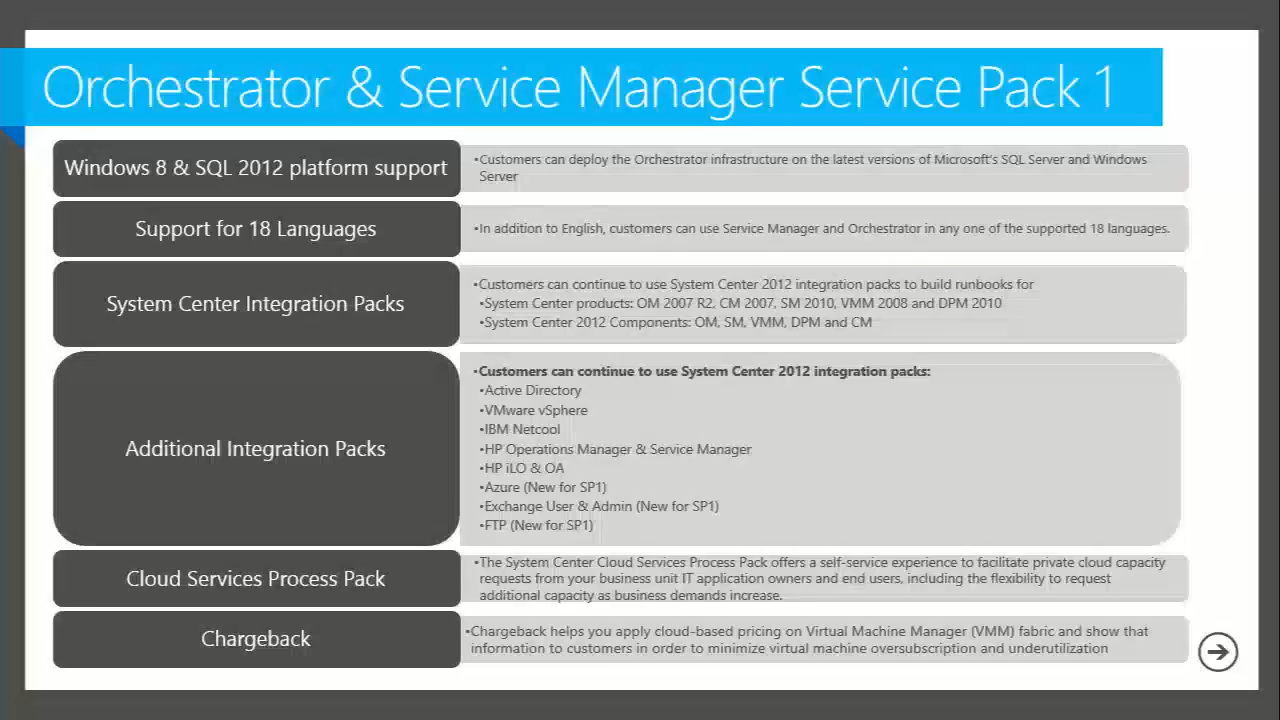 Orchestrator & Service Manager Service Pack 1
Windows 8 & SQL 2012 platform support
•Customers can deploy the Orchestrator infrastructure on the latest versions of Microsoft's SQL Server and Windows
Server
Support for 18 Languages
•In addition to English, customers can use Service Manager and Orchestrator in any one of the supported 18 languages.
System Center Integration Packs
•Customers can continue to use System Center 2012 integration packs to build runbooks for
•System Center products: OM 2007 R2, CM 2007, SM 2010, VMM 2008 and DPM 2010
•System Center 2012 Components: OM, SM, VMM, DPM and CM
Additional Integration Packs
•Customers can continue to use System Center 2012 integration packs:
•Active Directory
•VMware vSphere
•IBM Netcool
•HP Operations Manager & Service Manager
•HP iLO & OA
•Azure (New for SP1)
•Exchange User & Admin (New for SP1)
•FTP (New for SP1)
Cloud Services Process Pack
•The System Center Cloud Services Process Pack offers a self-service experience to facilitate private cloud capacity
requests from your business unit IT application owners and end users, including the flexibility to request
additional capacity as business demands increase.
Chargeback
•Chargeback helps you apply cloud-based pricing on Virtual Machine Manager (VMM) fabric and show that
information to customers in order to minimize virtual machine oversubscription and underutilization